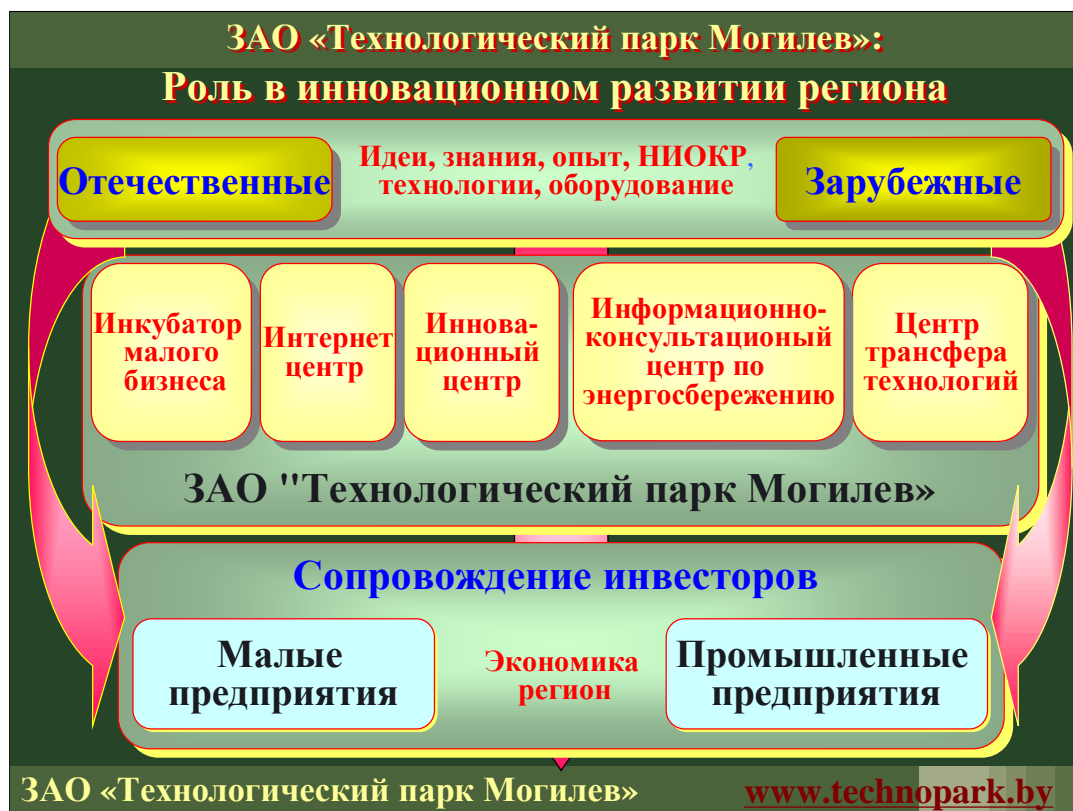 ЗАО «Технологический парк Могилев»:
Роль в инновационном развитии региона
Отечественные
Идеи, знания, опыт, НИОКР,
технологии, оборудование
Зарубежные
Инкубатор
малого
бизнеса
Интернет
центр
Иннова-
ционный
центр
Информационно-
консультационый
центр по
энергосбережению
Центр
трансфера
технологий
ЗАО "Технологический парк Могилев»
Сопровождение инвесторов
Малые
предприятия
Экономика
регион
Промышленные
предприятия
ЗАО «Технологический парк Могилев»
www.technopark.by